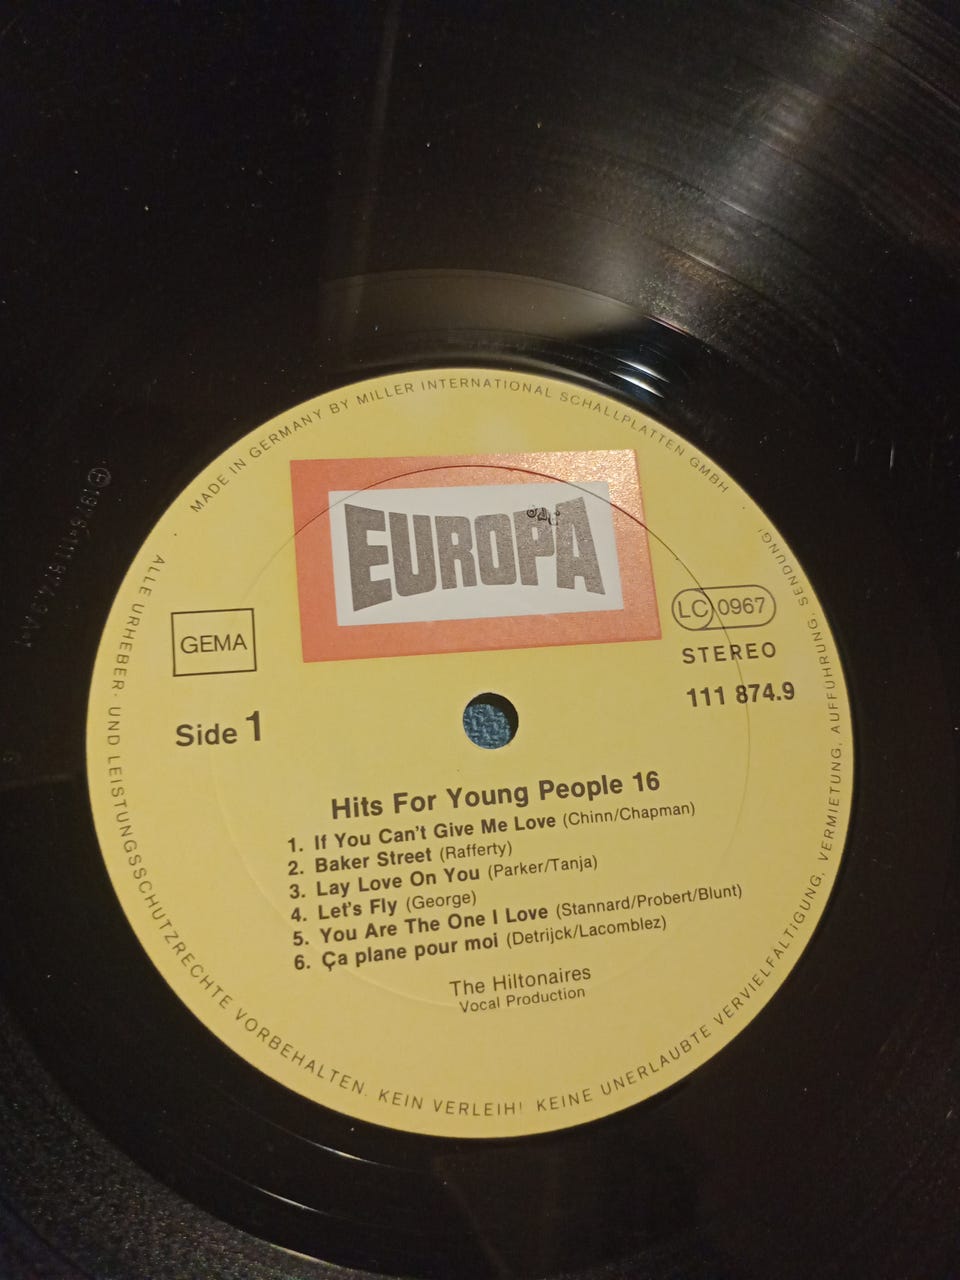 MADE IN GERMANY BY MILLER INTERNATIONAL SCHALLPLATTEN GMBH
EUROPA
GEMA
LC 0967
STEREO
111 874.9
Side 1
Hits For Young People 16
1. If You Can't Give Me Love (Chinn/Chapman)
2. Baker Street (Rafferty)
3. Lay Love On You (Parker/Tanja)
4. Let's Fly (George)
5. You Are The One I Love (Stannard/Probert/Blunt)
6. Ça plane pour moi (Detrijck/Lacomblez)
The Hiltonaires
Vocal Production
ALLE URHEBER- UND LEISTUNGSSCHUTZRECHTE VORBEHALTEN. KEIN VERLEIH! KEINE UNERLAUBTE VERVIELFÄLTIGUNG, VERMIETUNG, AUFFÜHRUNG, SENDUNG!